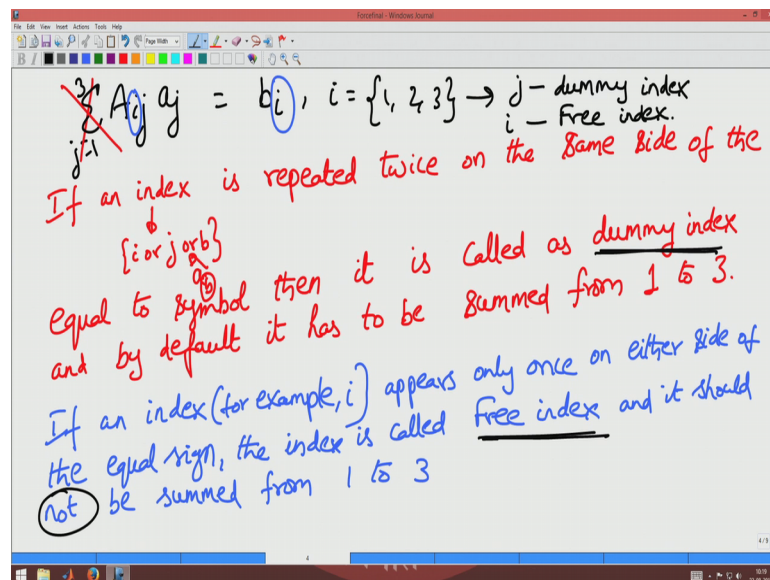 Forcefinal - Windows Journal
File Edit View Insert Actions Tools Help
Page Width
B I
3 Σ j=1 Aij aj = bi, i = {1, 2, 3} → j - dummy index
i - Free index.
If an index is repeated twice on the same side of the
{i or j or b}
a b
equal to symbol then it is called as dummy index
and by default it has to be summed from 1 to 3.
If an index (for example, i) appears only once on either side of
the equal sign, the index is called Free index and it should
not be summed from 1 to 3
4/9
4
10:19